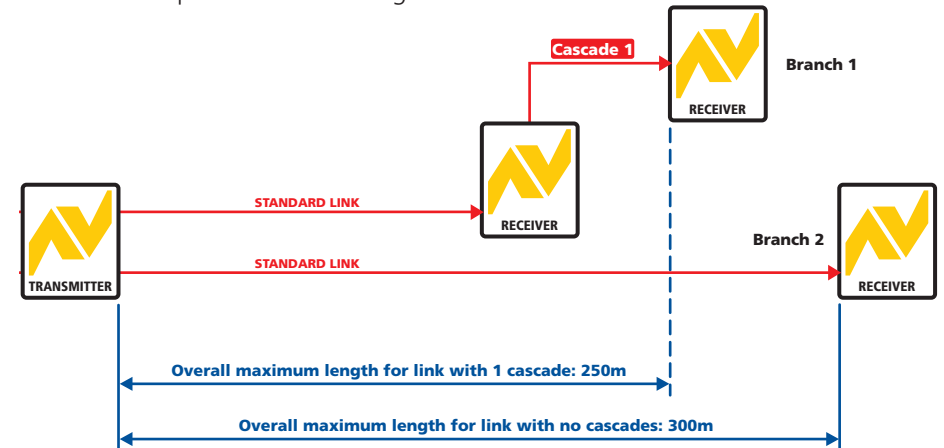 Cascade 1
Branch 1
RECEIVER
STANDARD LINK
RECEIVER
Branch 2
STANDARD LINK
TRANSMITTER
RECEIVER
Overall maximum length for link with 1 cascade: 250m
Overall maximum length for link with no cascades: 300m